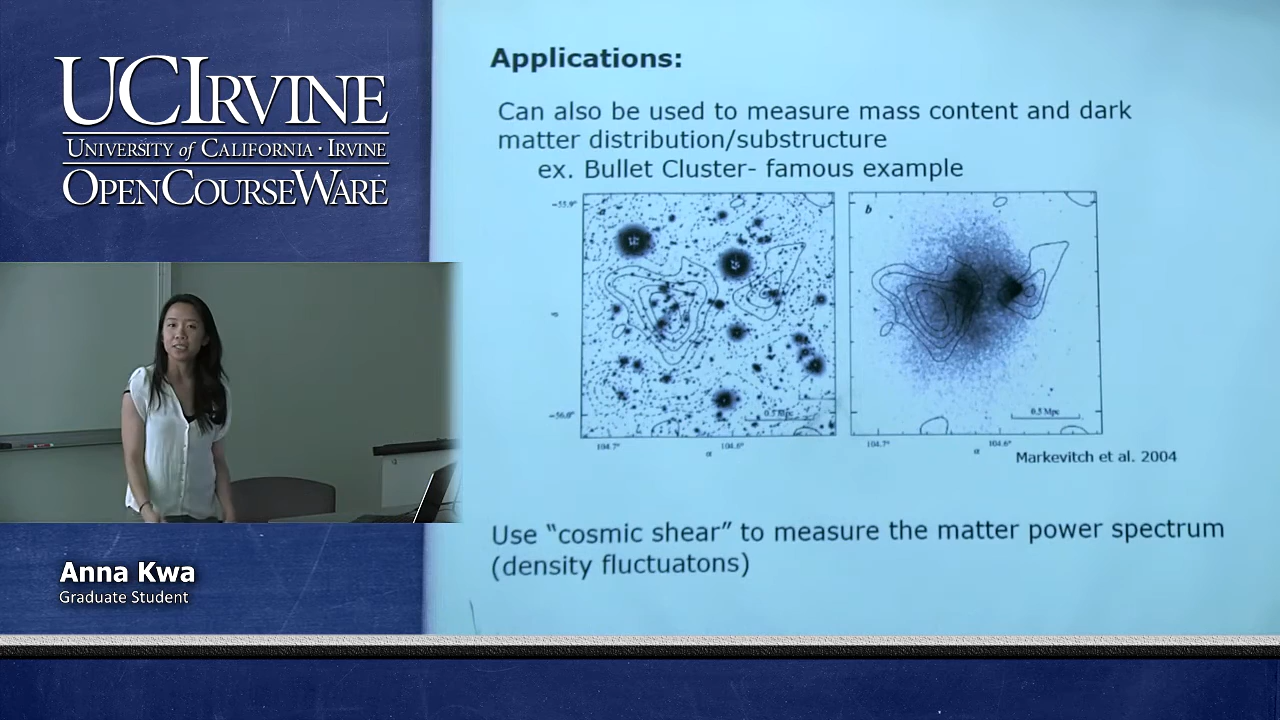 UCIRVINE
UNIVERSITY of CALIFORNIA · IRVINE
OPENCOURSEWARE
Anna Kwa
Graduate Student
Applications:
Can also be used to measure mass content and dark
matter distribution/substructure
ex. Bullet Cluster- famous example
-55.9°
b
-56.0°
0.5 Mpc
0.5 Mpc
104.7°
104.6°
104.7°
104.6°
α
α
Markevitch et al. 2004
Use “cosmic shear” to measure the matter power spectrum
(density fluctuatons)